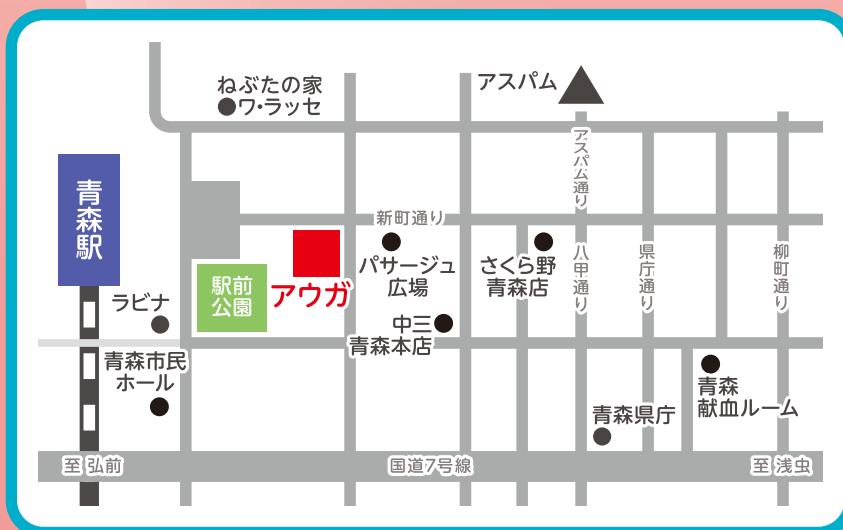 ねぶたの家
ワ・ラッセ
アスパム
アスパム通り
青森駅
新町通り
駅前
公園
アウガ
パサージュ
広場
さくら野
青森店
八甲通り
県庁通り
柳町通り
ラビナ
中三
青森本店
青森市民
ホール
青森
献血ルーム
青森県庁
至 弘前
国道7号線
至 浅虫